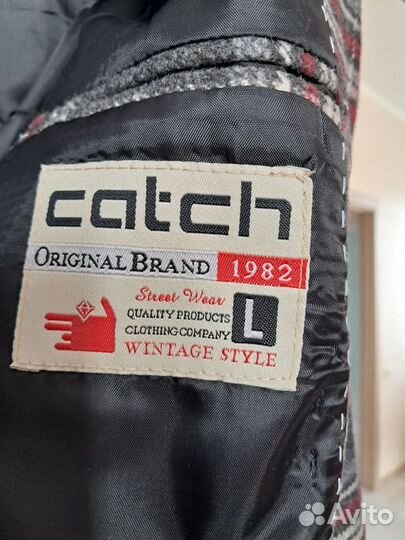 catch
ORIGINAL BRAND 1982
Street Wear
QUALITY PRODUCTS
CLOTHING COMPANY
L
WINTAGE STYLE
Avito